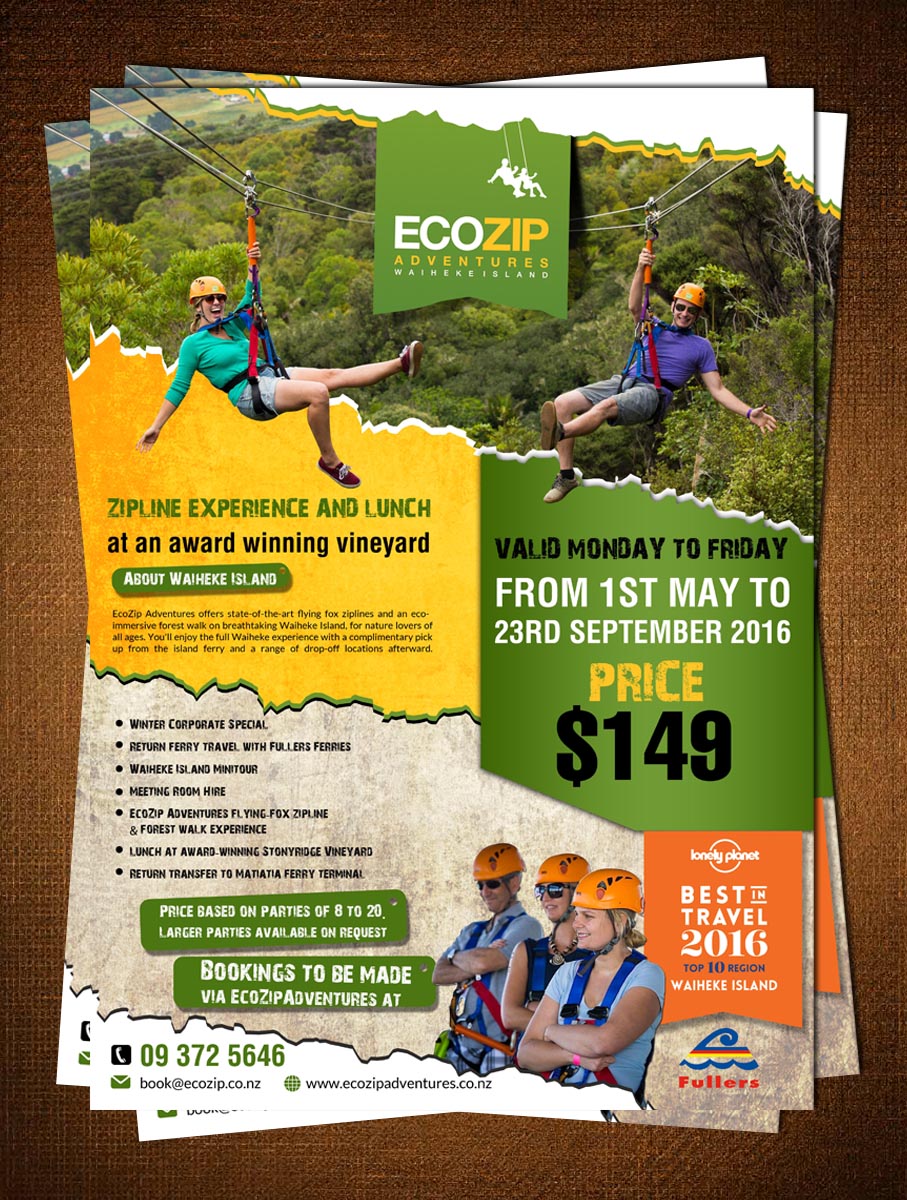 ECOZIP
ADVENTURES
WAIHEKE ISLAND
ZIPLINE EXPERIENCE AND LUNCH
at an award winning vineyard
ABOUT WAIHEKE ISLAND
EcoZip Adventures offers state-of-the-art flying fox ziplines and an eco-
immersive forest walk on breathtaking Waiheke Island, for nature lovers of
all ages. You'll enjoy the full Waiheke experience with a complimentary pick
up from the island ferry and a range of drop-off locations afterward.
VALID MONDAY TO FRIDAY
FROM 1ST MAY TO
23RD SEPTEMBER 2016
PRICE
$149
• WINTER CORPORATE SPECIAL
• RETURN FERRY TRAVEL WITH FULLERS FERRIES
• WAIHEKE ISLAND MINITOUR
• MEETING ROOM HIRE
• ECOZIP ADVENTURES FLYING-FOX ZIPLINE
& FOREST WALK EXPERIENCE
• LUNCH AT AWARD-WINNING STONYRIDGE VINEYARD
• RETURN TRANSFER TO MATIATIA FERRY TERMINAL
PRICE BASED ON PARTIES OF 8 TO 20.
LARGER PARTIES AVAILABLE ON REQUEST
BOOKINGS TO BE MADE
VIA ECOZIPADVENTURES AT
lonely planet
BEST IN
TRAVEL
2016
TOP 10 REGION
WAIHEKE ISLAND
09 372 5646
book@ecozip.co.nz
www.ecozipadventures.co.nz
Fullers